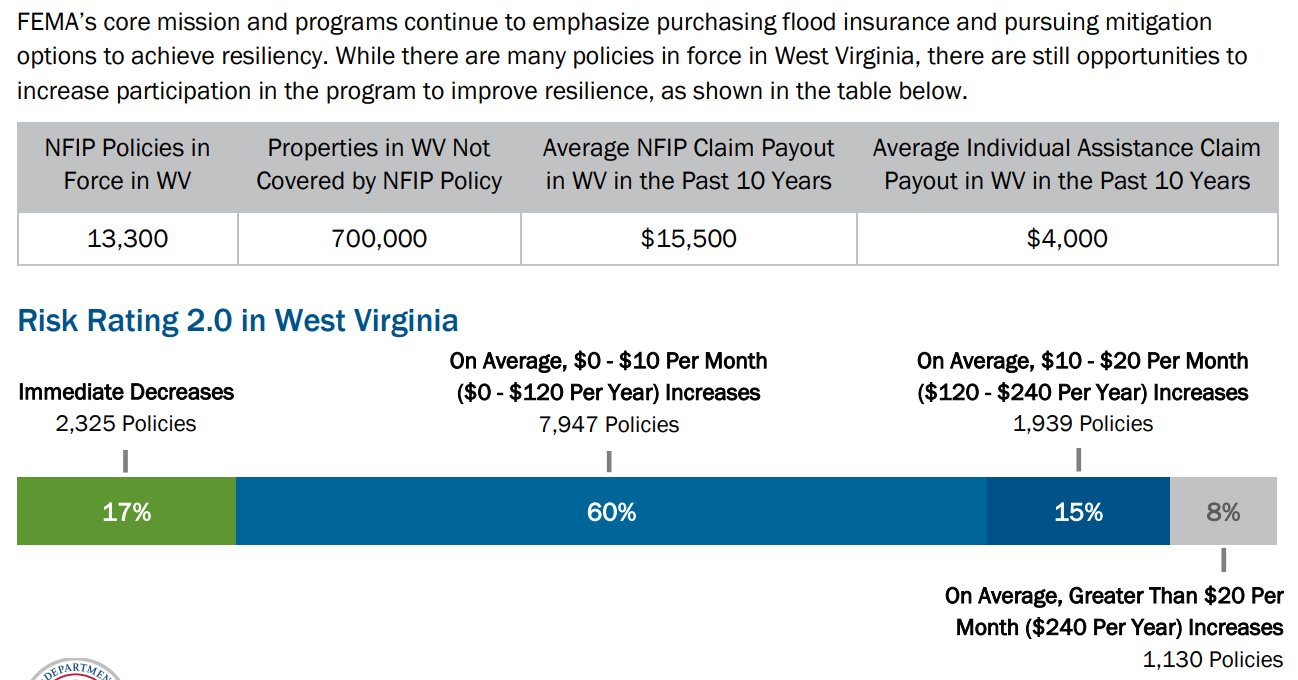 FEMA’s core mission and programs continue to emphasize purchasing flood insurance and pursuing mitigation
options to achieve resiliency. While there are many policies in force in West Virginia, there are still opportunities to
increase participation in the program to improve resilience, as shown in the table below.
NFIP Policies in
Force in WV
Properties in WV Not
Covered by NFIP Policy
Average NFIP Claim Payout
in WV in the Past 10 Years
Average Individual Assistance Claim
Payout in WV in the Past 10 Years
13,300
700,000
$15,500
$4,000
Risk Rating 2.0 in West Virginia
Immediate Decreases
2,325 Policies
On Average, $0 - $10 Per Month
($0 - $120 Per Year) Increases
7,947 Policies
On Average, $10 - $20 Per Month
($120 - $240 Per Year) Increases
1,939 Policies
17%
60%
15%
8%
On Average, Greater Than $20 Per
Month ($240 Per Year) Increases
1,130 Policies